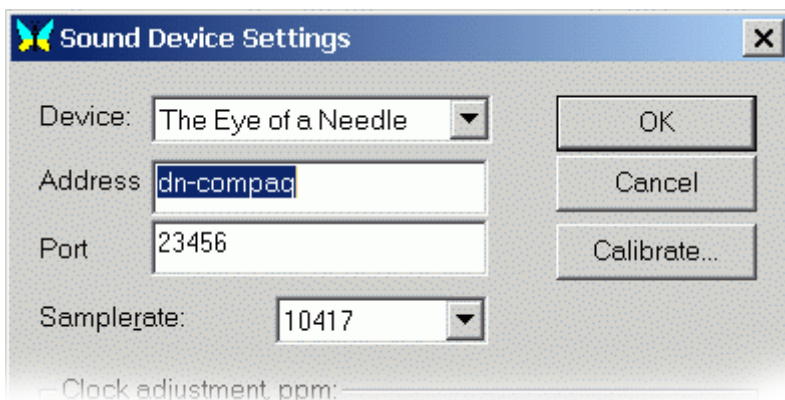 Sound Device Settings
Device: The Eye of a Needle OK
Address dn-compaq Cancel
Port 23456 Calibrate...
Samplerate: 10417
Clock adjustment, ppm: